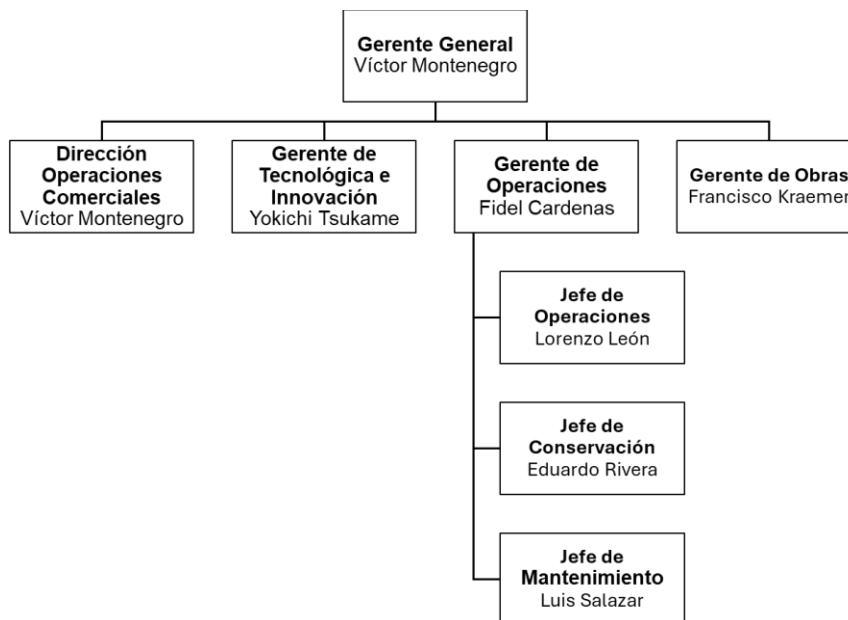 Gerente General
Víctor Montenegro
Dirección
Operaciones
Comerciales
Víctor Montenegro
Gerente de
Tecnológica e
Innovación
Yokichi Tsukame
Gerente de
Operaciones
Fidel Cardenas
Gerente de Obras
Francisco Kraemer
Jefe de
Operaciones
Lorenzo León
Jefe de
Conservación
Eduardo Rivera
Jefe de
Mantenimiento
Luis Salazar